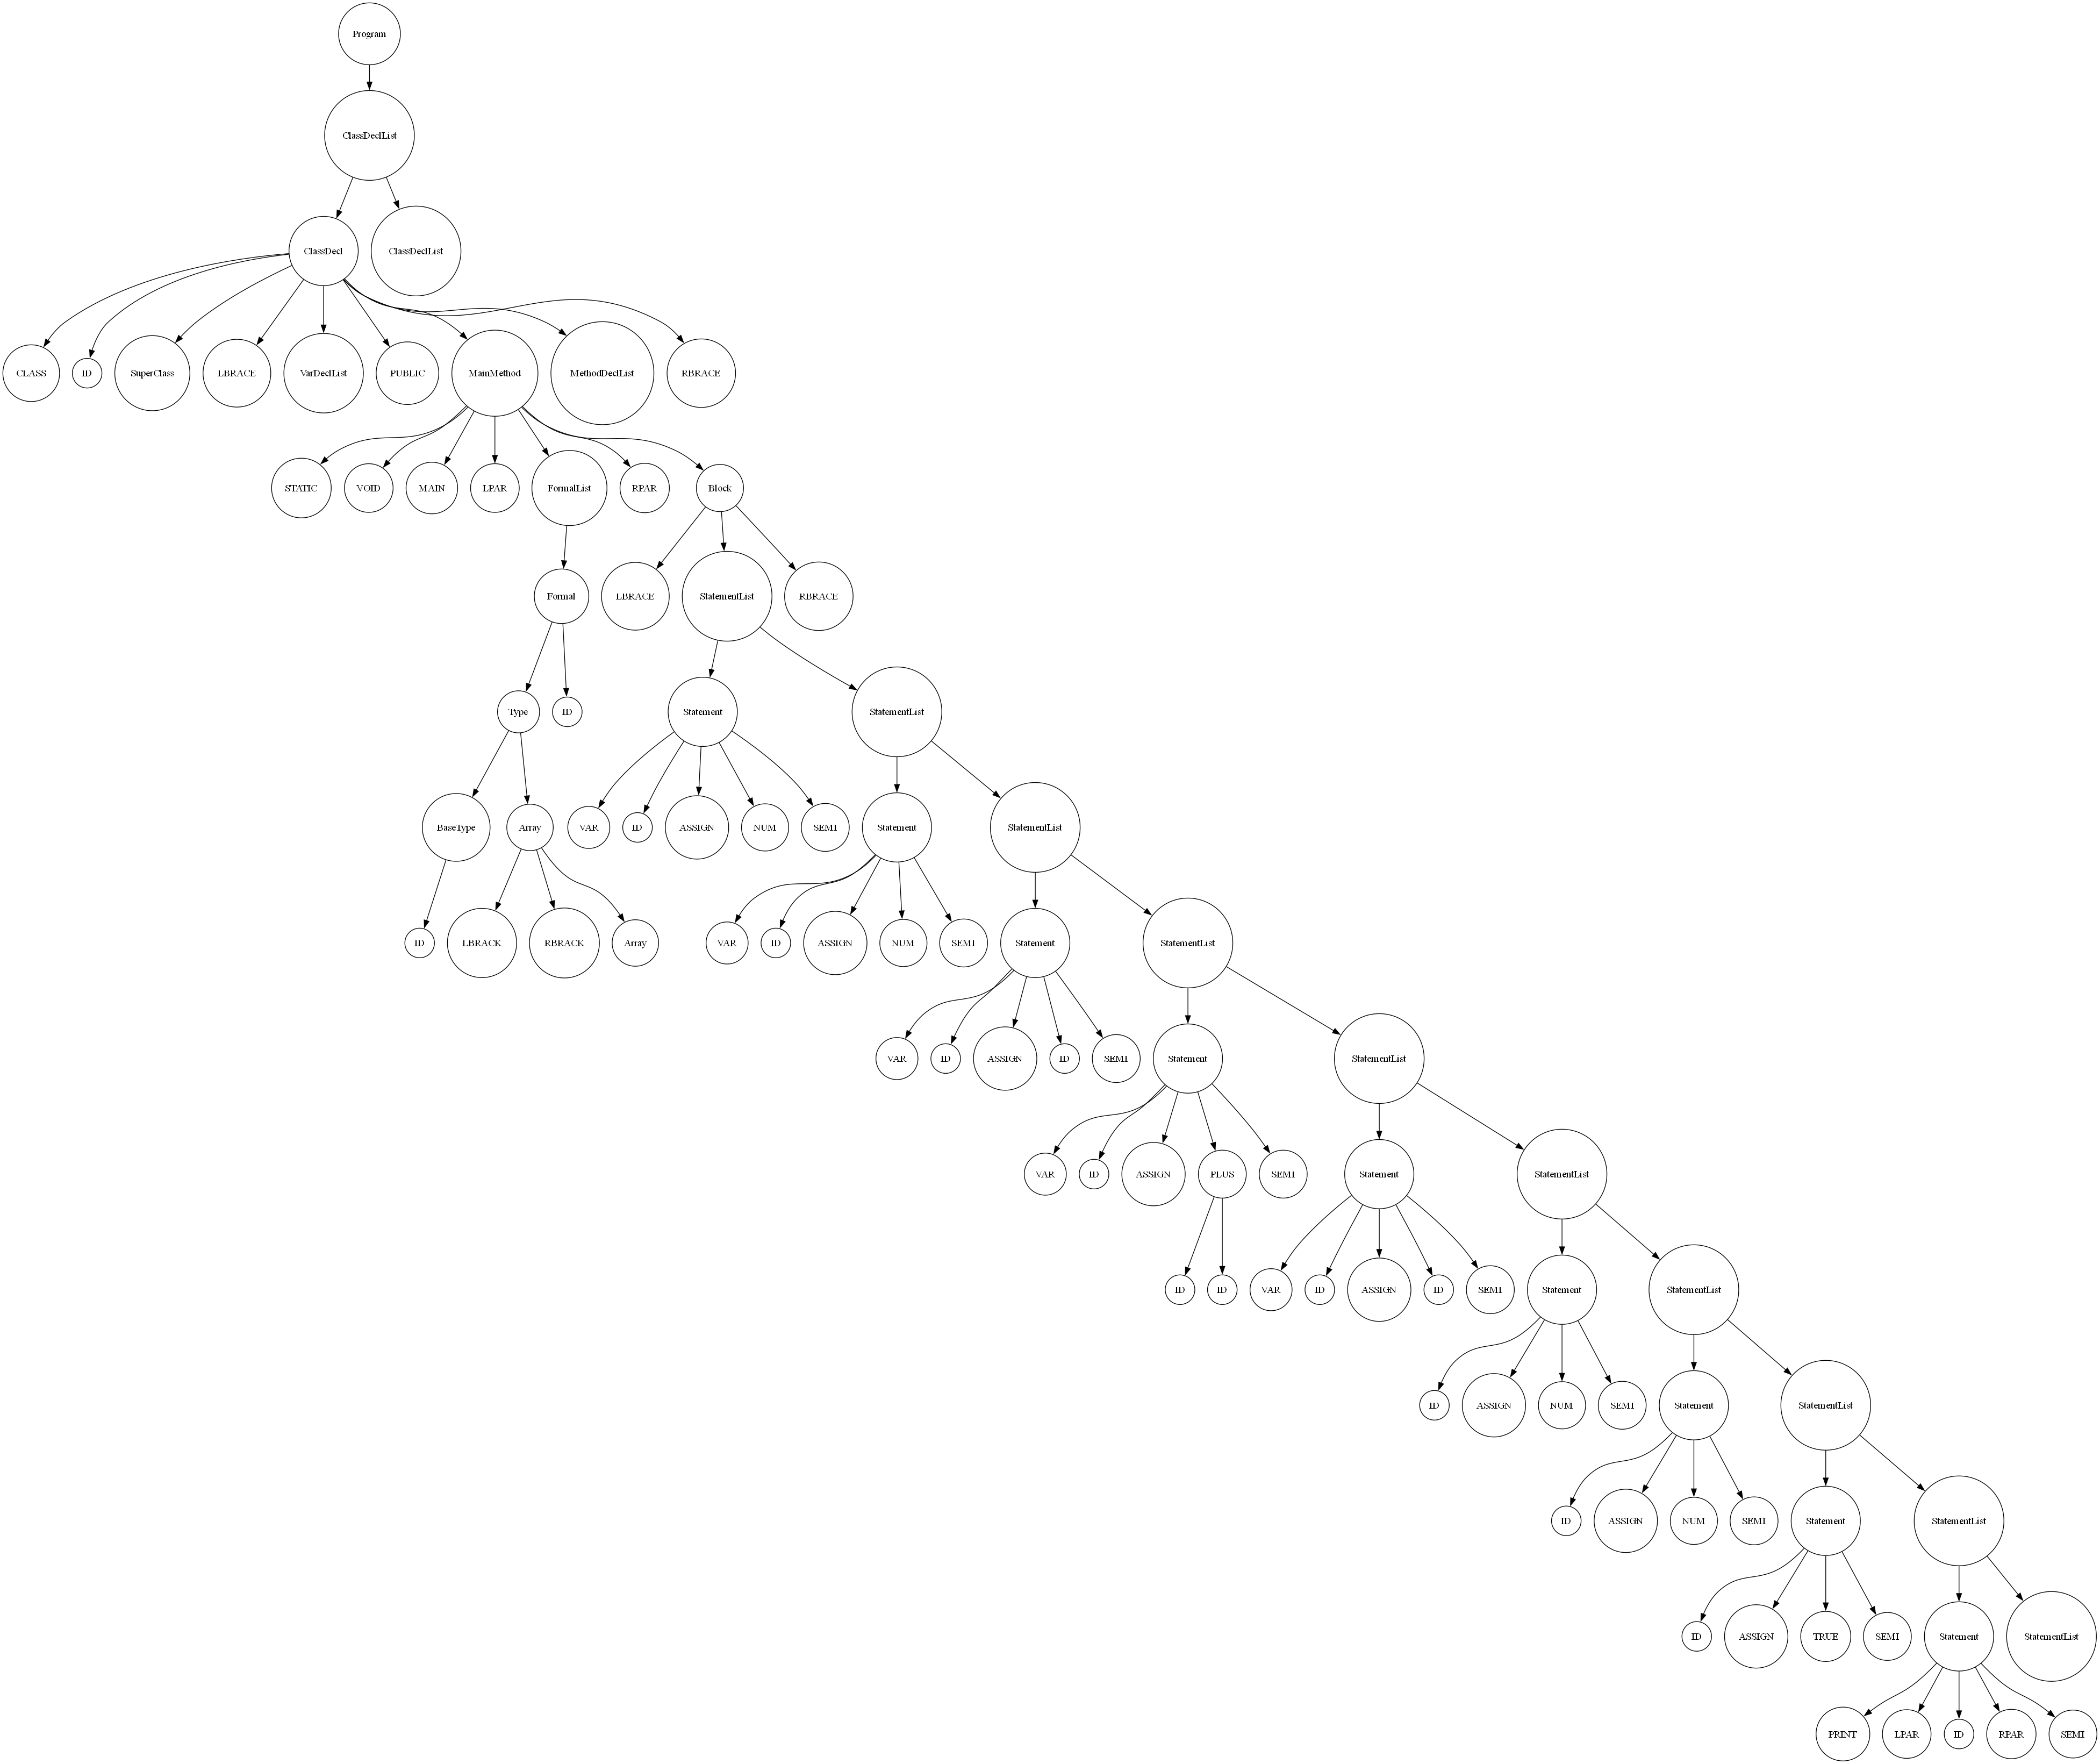 Program
ClassDeclList
ClassDecl
ClassDeclList
CLASS
ID
SuperClass
LBRACE
VarDeclList
PUBLIC
MainMethod
MethodDeclList
RBRACE
STATIC
VOID
MAIN
LPAR
FormalList
RPAR
Block
Formal
LBRACE
StatementList
RBRACE
Type
ID
Statement
StatementList
BaseType
Array
VAR
ID
ASSIGN
NUM
SEMI
Statement
StatementList
ID
LBRACK
RBRACK
Array
VAR
ID
ASSIGN
NUM
SEMI
Statement
StatementList
VAR
ID
ASSIGN
ID
SEMI
Statement
StatementList
VAR
ID
ASSIGN
PLUS
SEMI
Statement
StatementList
ID
ID
VAR
ID
ASSIGN
ID
SEMI
Statement
StatementList
ID
ASSIGN
NUM
SEMI
Statement
StatementList
ID
ASSIGN
NUM
SEMI
Statement
StatementList
ID
ASSIGN
TRUE
SEMI
Statement
StatementList
PRINT
LPAR
ID
RPAR
SEMI